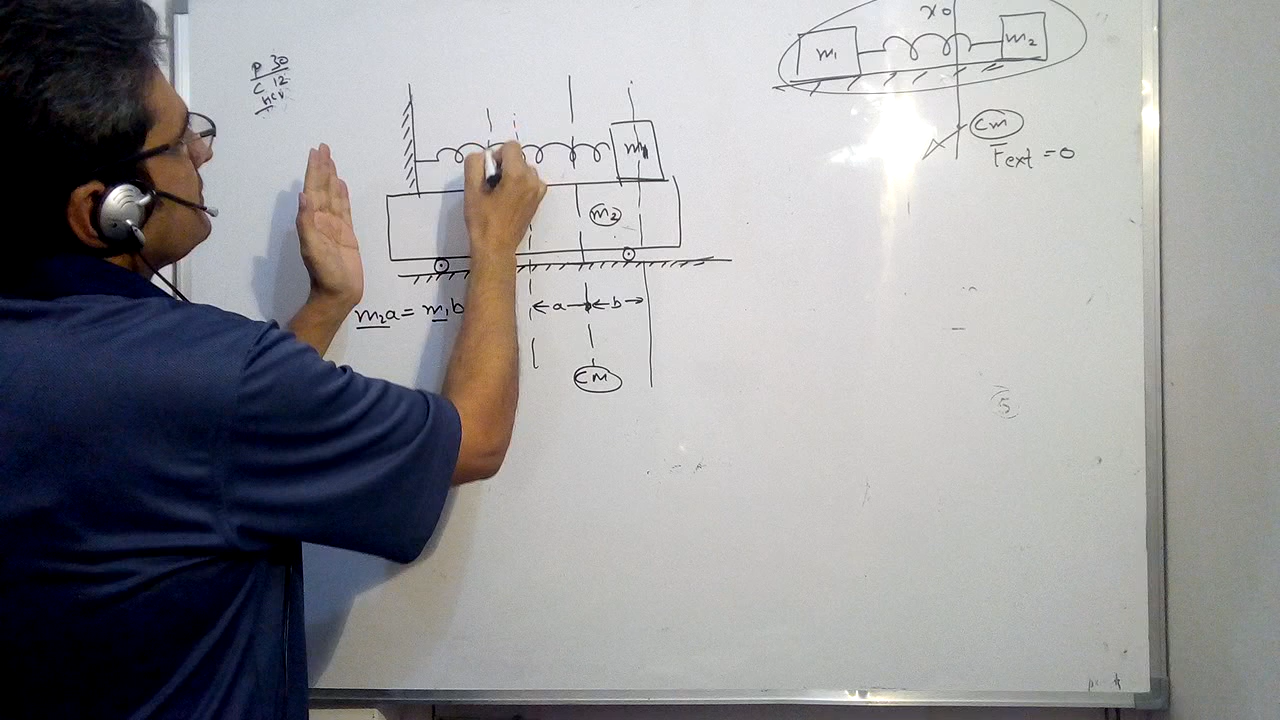 P 30
C 12
HCV
x0
m1
m2
CM
Fext = 0
m1
m2
m2a = m1b
a
b
CM
5